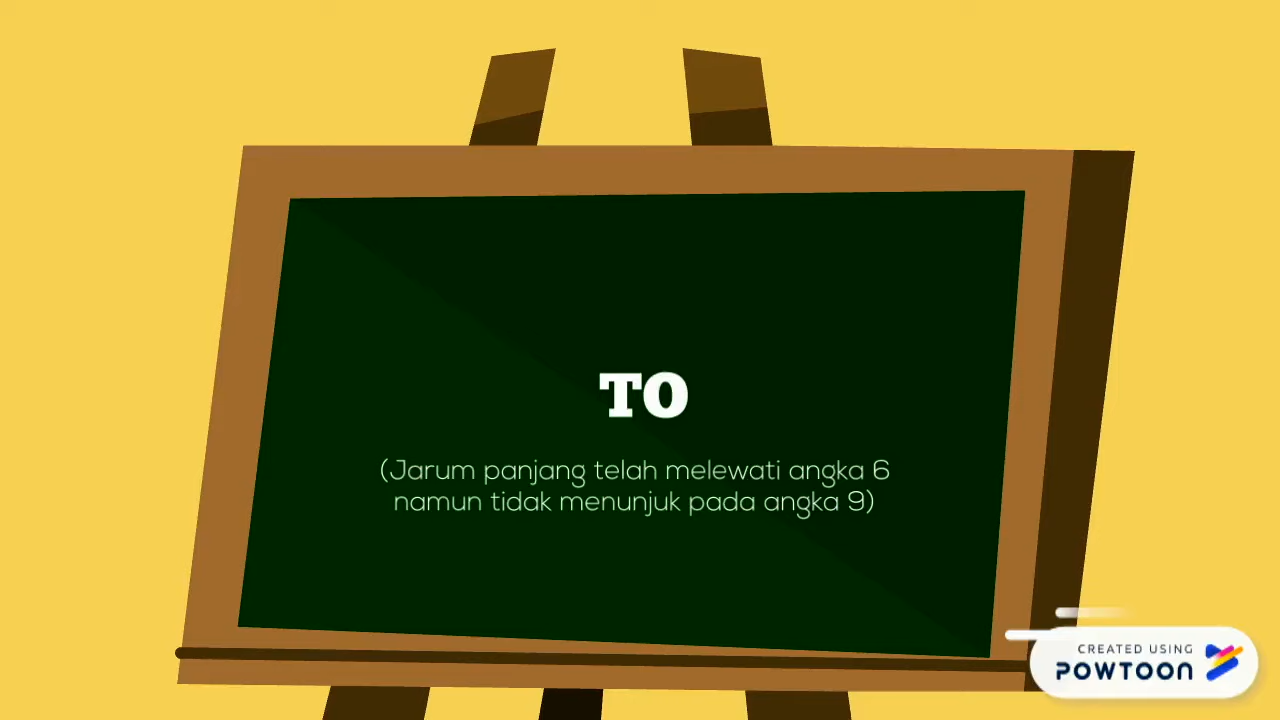 TO
(Jarum panjang telah melewati angka 6
namun tidak menunjuk pada angka 9)
CREATED USING
POWTOON